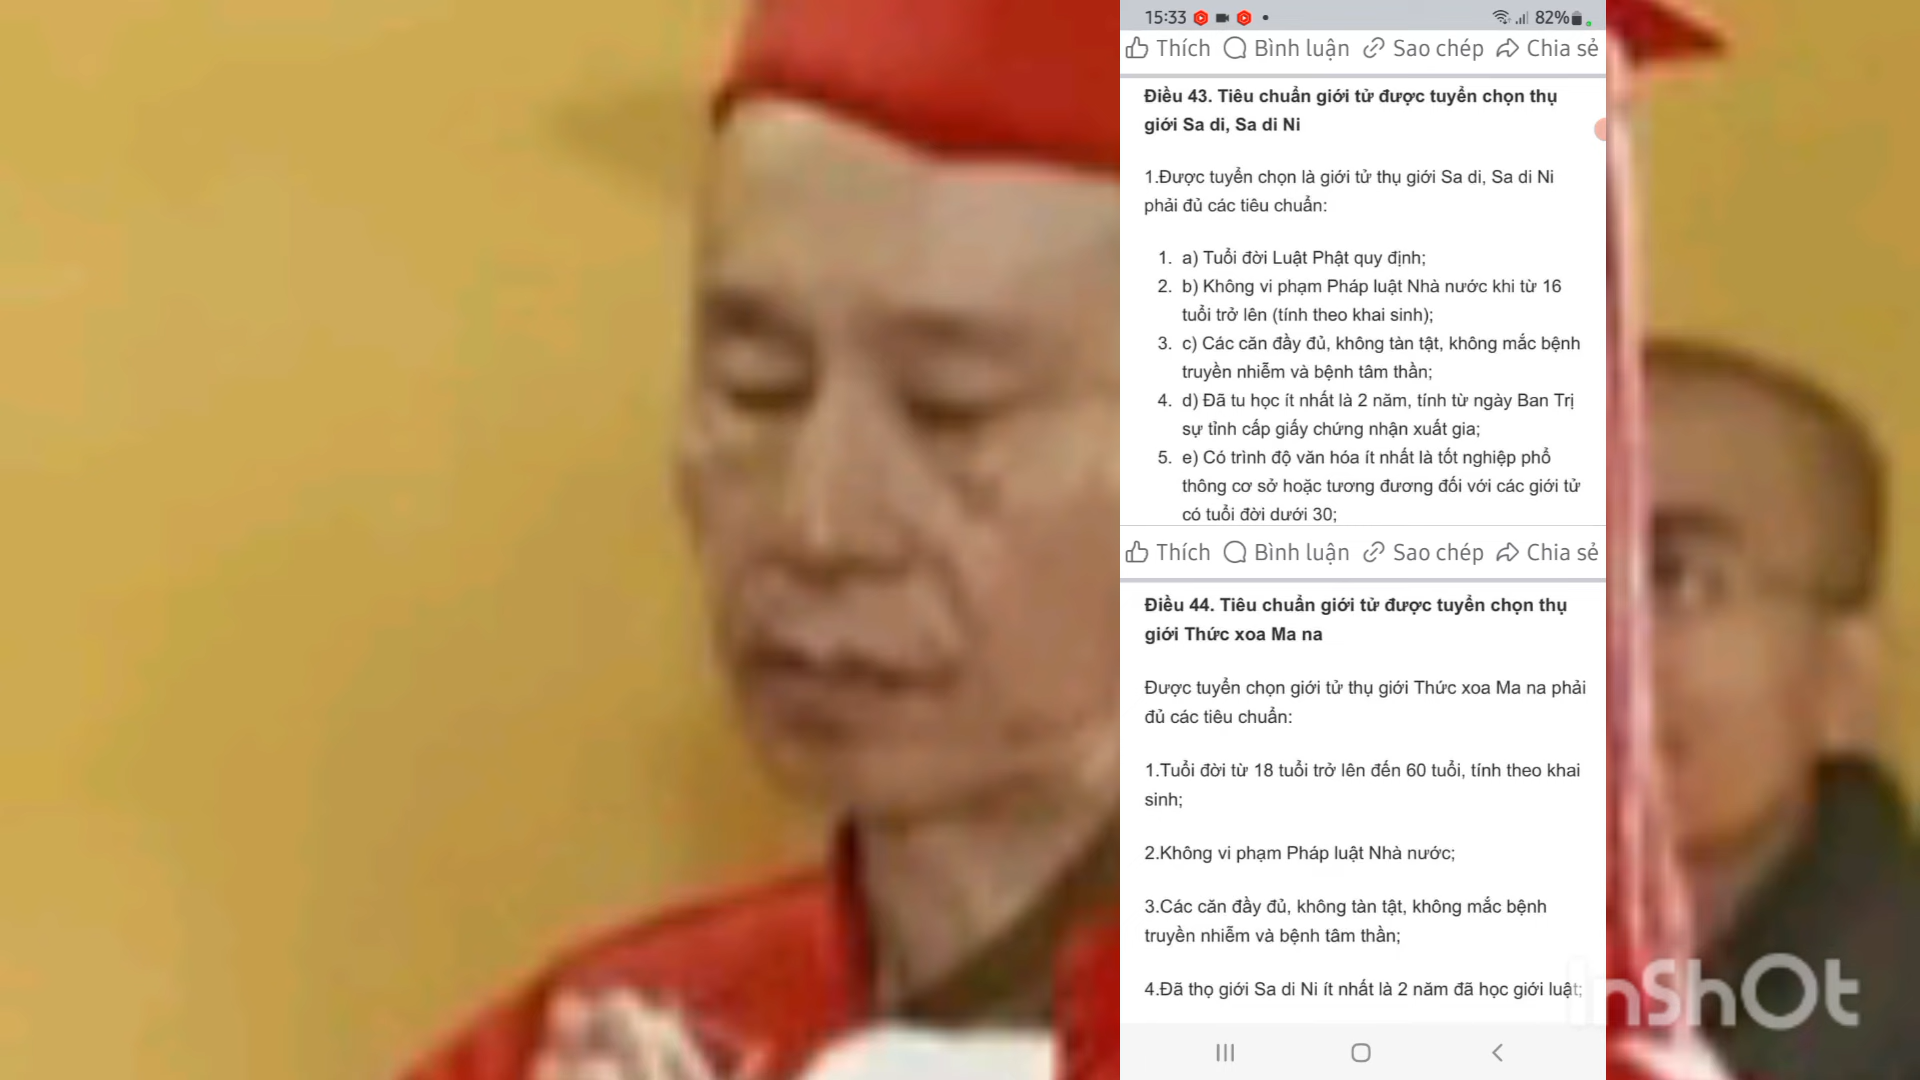 15:33
82%
Thích Bình luận Sao chép Chia sẻ
Điều 43. Tiêu chuẩn giới tử được tuyển chọn thụ
giới Sa di, Sa di Ni
1.Được tuyển chọn là giới tử thụ giới Sa di, Sa di Ni
phải đủ các tiêu chuẩn:
1. a) Tuổi đời Luật Phật quy định;
2. b) Không vi phạm Pháp luật Nhà nước khi từ 16
tuổi trở lên (tính theo khai sinh);
3. c) Các căn đầy đủ, không tàn tật, không mắc bệnh
truyền nhiễm và bệnh tâm thần;
4. d) Đã tu học ít nhất là 2 năm, tính từ ngày Ban Trị
sự tỉnh cấp giấy chứng nhận xuất gia;
5. e) Có trình độ văn hóa ít nhất là tốt nghiệp phổ
thông cơ sở hoặc tương đương đối với các giới tử
có tuổi đời dưới 30;
Thích Bình luận Sao chép Chia sẻ
Điều 44. Tiêu chuẩn giới tử được tuyển chọn thụ
giới Thức xoa Ma na
Được tuyển chọn giới tử thụ giới Thức xoa Ma na phải
đủ các tiêu chuẩn:
1.Tuổi đời từ 18 tuổi trở lên đến 60 tuổi, tính theo khai
sinh;
2.Không vi phạm Pháp luật Nhà nước;
3.Các căn đầy đủ, không tàn tật, không mắc bệnh
truyền nhiễm và bệnh tâm thần;
4.Đã thọ giới Sa di Ni ít nhất là 2 năm đã học giới luật;
InShOt